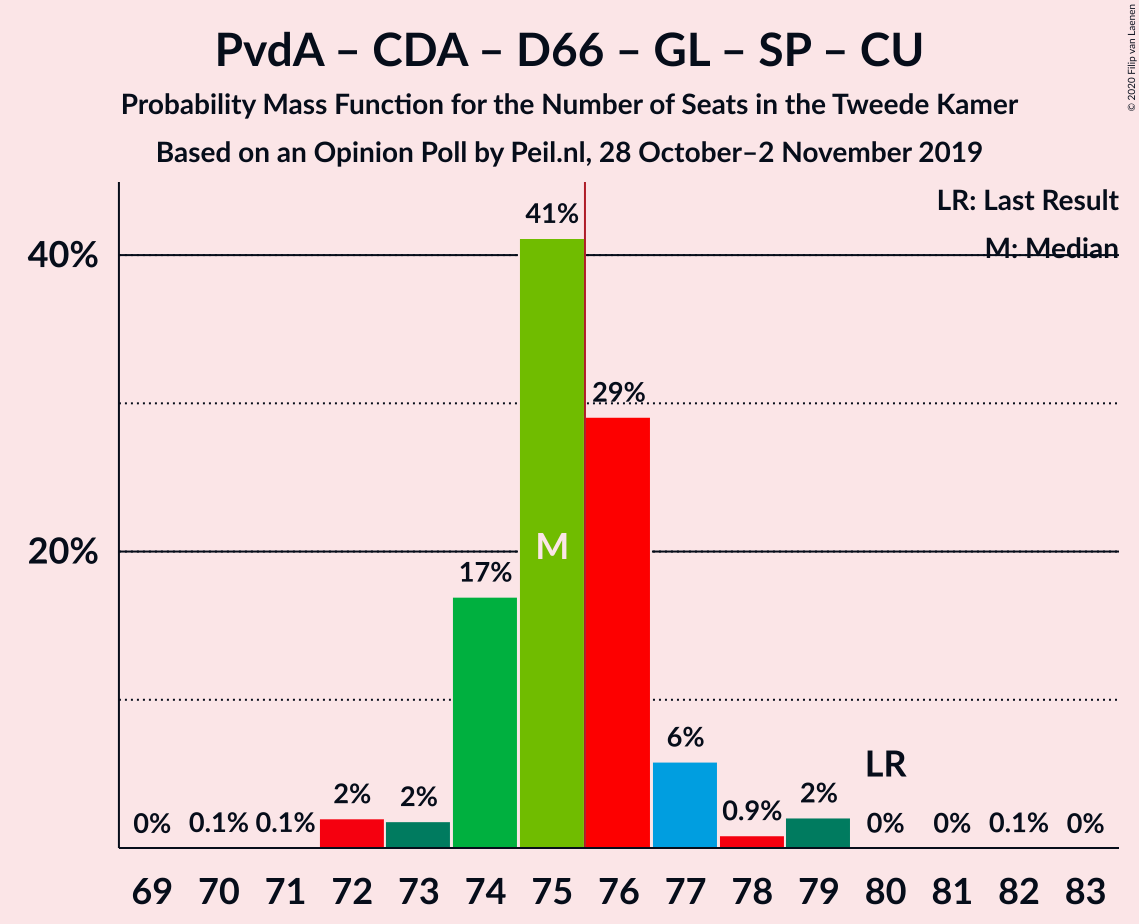 PvdA – CDA – D66 – GL – SP – CU
Probability Mass Function for the Number of Seats in the Tweede Kamer
Based on an Opinion Poll by Peil.nl, 28 October–2 November 2019
© 2020 Filip van Laenen
LR: Last Result
M: Median
40%
20%
41%
29%
M
17%
6%
LR
0%
0.1%
0.1%
2%
2%
0.9%
2%
0%
0%
0.1%
0%
69 70 71 72 73 74 75 76 77 78 79 80 81 82 83